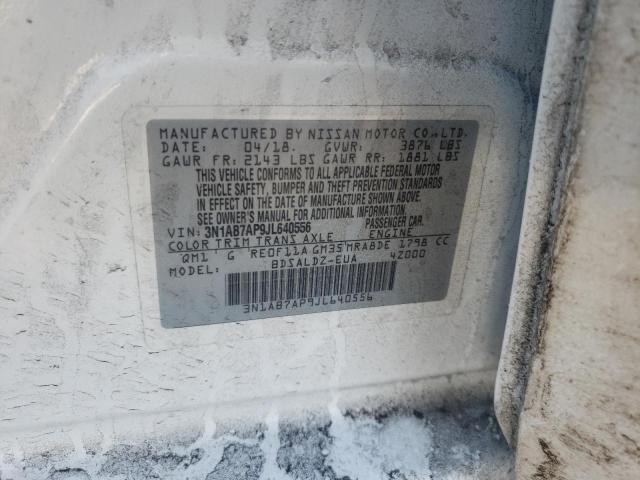 MANUFACTURED BY NISSAN MOTOR CO.,LTD.
DATE: 04/18. GVWR: 3876 LBS
GAWR FR: 2143 LBS GAWR RR: 1881 LBS
THIS VEHICLE CONFORMS TO ALL APPLICABLE FEDERAL MOTOR
VEHICLE SAFETY, BUMPER AND THEFT PREVENTION STANDARDS
IN EFFECT ON THE DATE OF MANUFACTURE SHOWN ABOVE.
SEE OWNER'S MANUAL FOR ADDITIONAL INFORMATION.
VIN: 3N1AB7AP9JL640556 PASSENGER CAR.
COLOR TRIM TRANS AXLE ENGINE
QM1 G RE0F11A GM35 MRA8DE 1798 CC
MODEL: BDSALDZ-EUA 4Z000
3N1AB7AP9JL640556